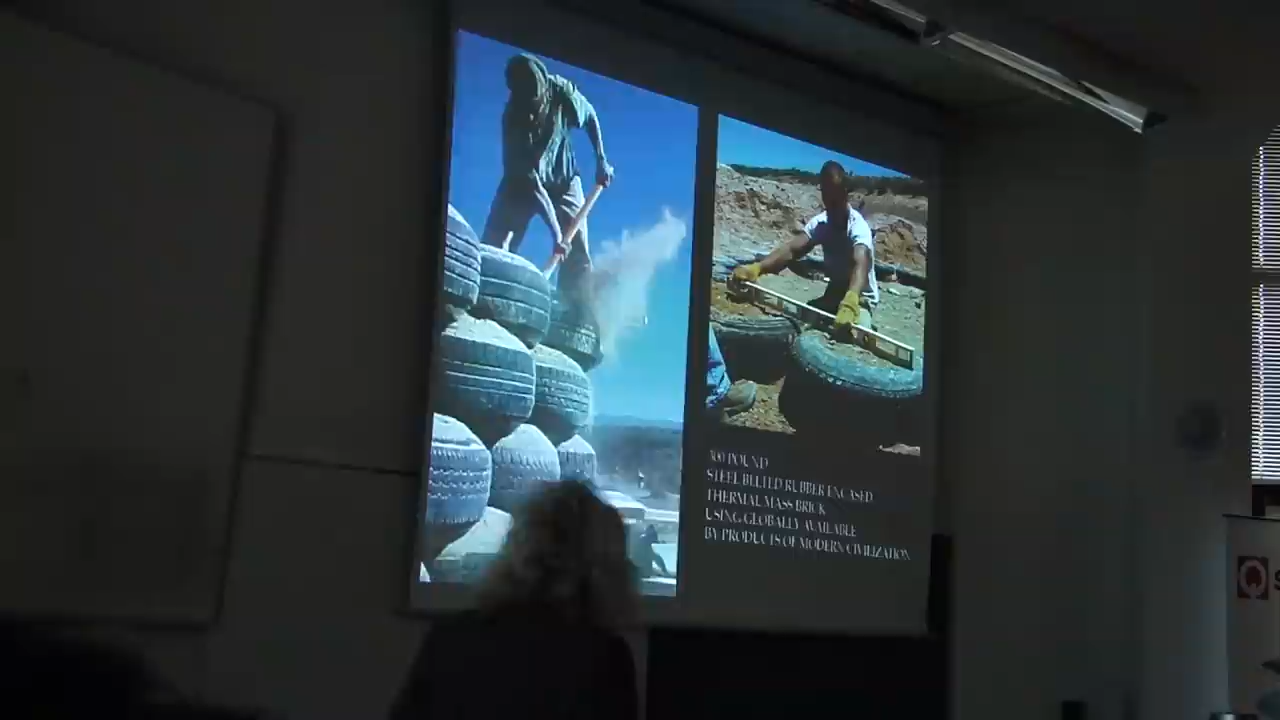 300 POUND
STEEL BELTED RUBBER ENCASED
THERMAL MASS BRICK
USING GLOBALLY AVAILABLE
BY PRODUCTS OF MODERN CIVILIZATION
Q